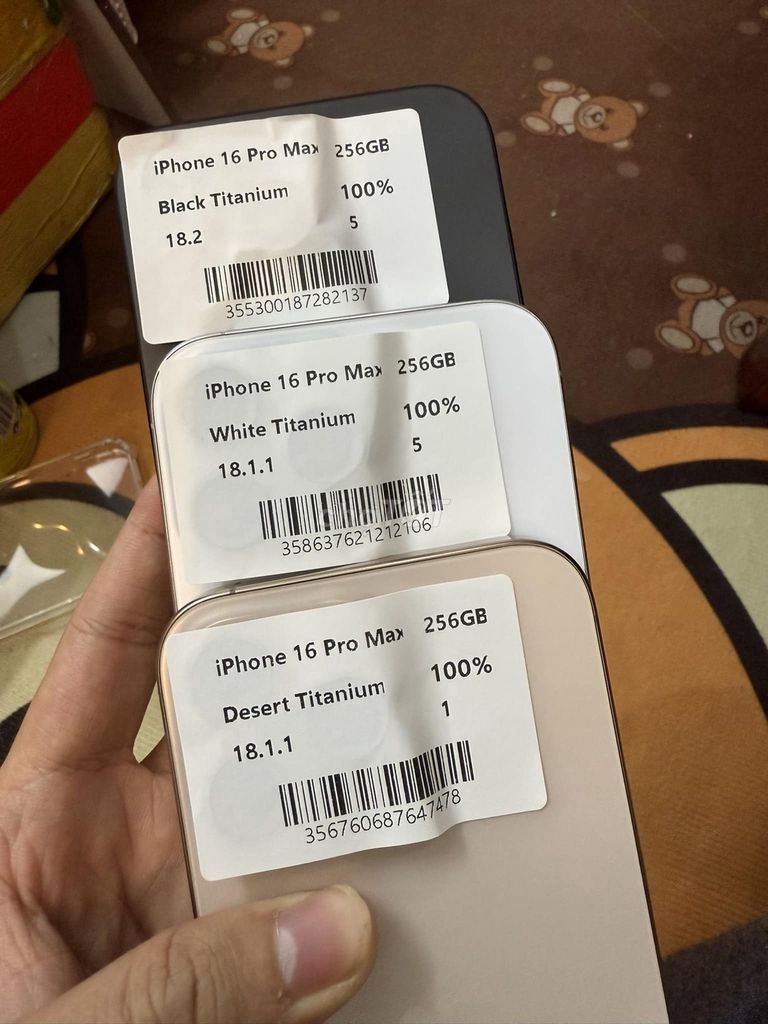 iPhone 16 Pro Max 256GB
Black Titanium 100%
18.2 5
355300187282137
iPhone 16 Pro Max 256GB
White Titanium 100%
18.1.1 5
358637621212106
iPhone 16 Pro Max 256GB
Desert Titanium 100%
18.1.1 1
356760687647478